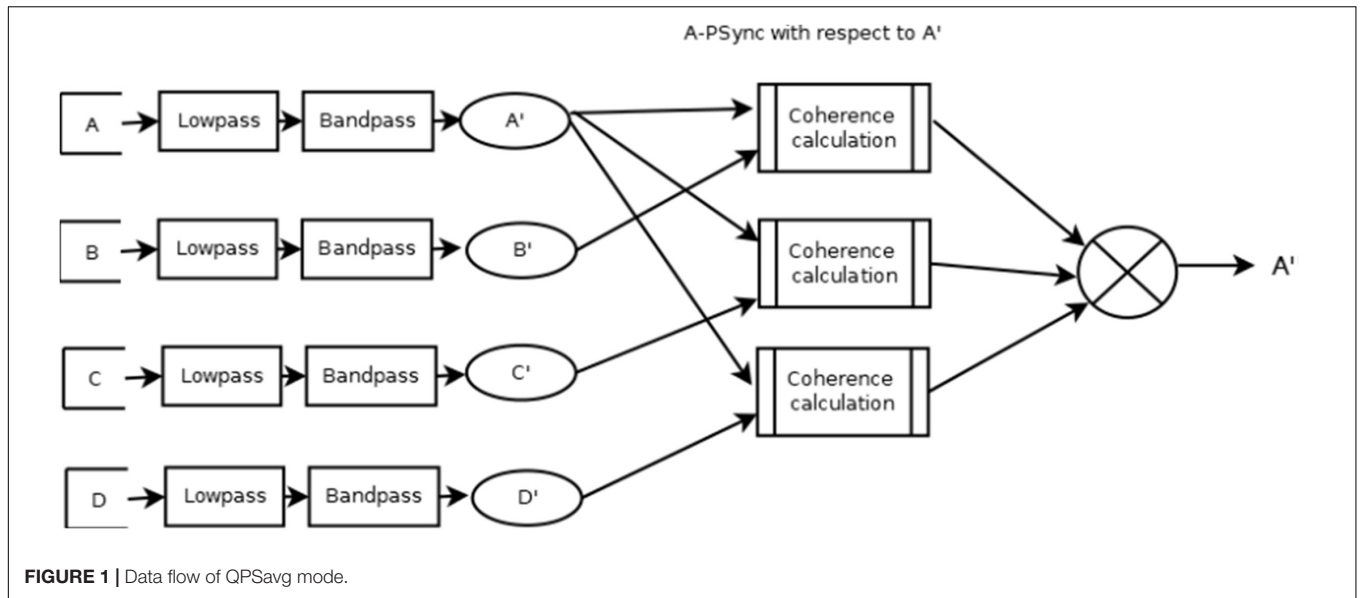 A-PSync with respect to A'
A
Lowpass
Bandpass
A'
Coherence
calculation
B
Lowpass
Bandpass
B'
Coherence
calculation
A'
C
Lowpass
Bandpass
C'
Coherence
calculation
D
Lowpass
Bandpass
D'
FIGURE 1 | Data flow of QPSavg mode.